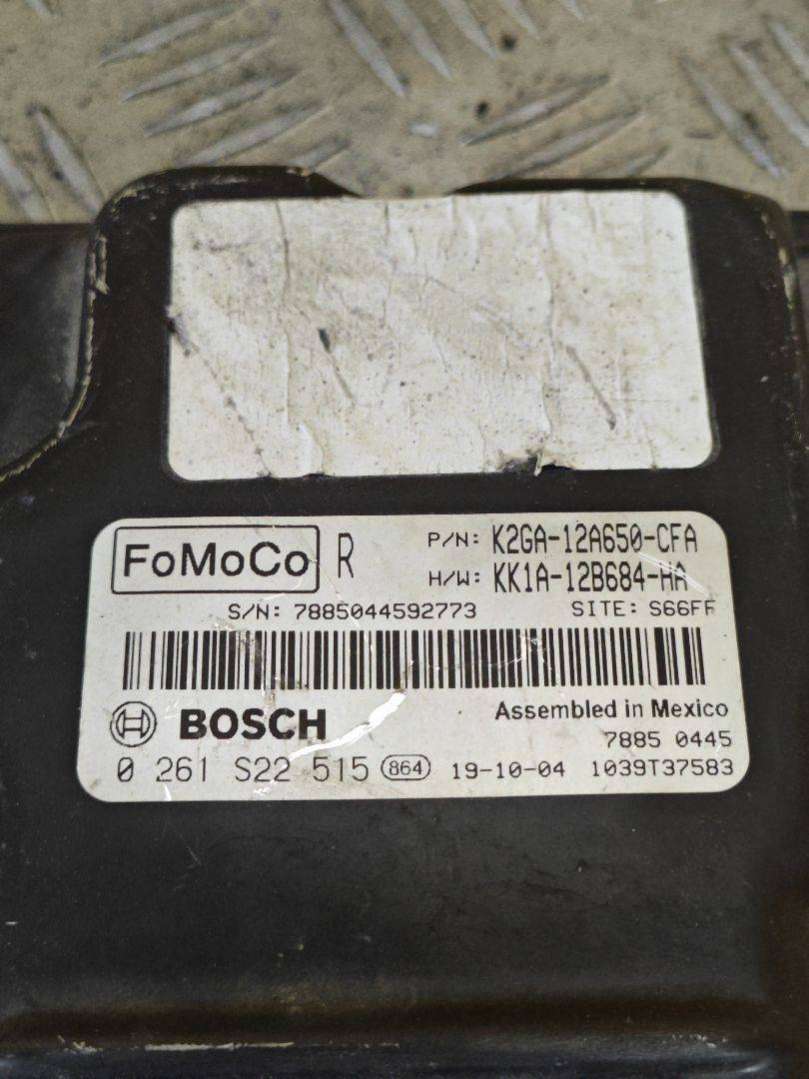 FoMoCo R P/N: K2GA-12A650-CFA
H/W: KK1A-12B684-HA
S/N: 7885044592773 SITE: S66FF
BOSCH Assembled in Mexico
7885 0445
0 261 S22 515 864 19-10-04 1039T37583